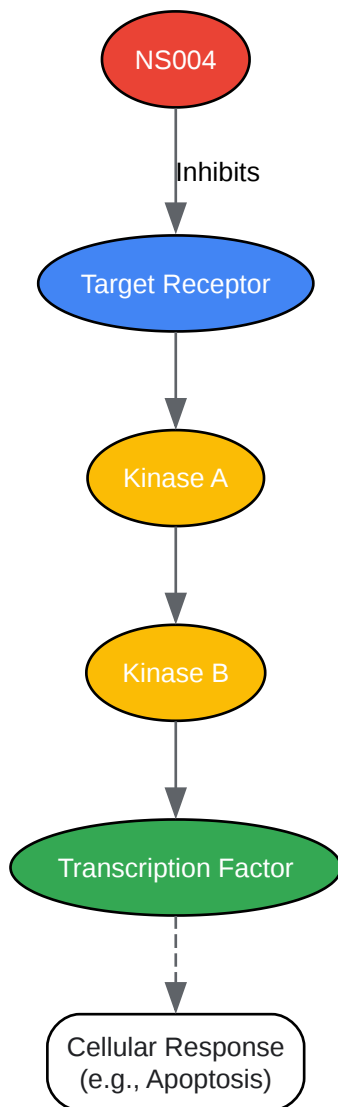 NS004
Inhibits
Target Receptor
Kinase A
Kinase B
Transcription Factor
Cellular Response
(e.g., Apoptosis)